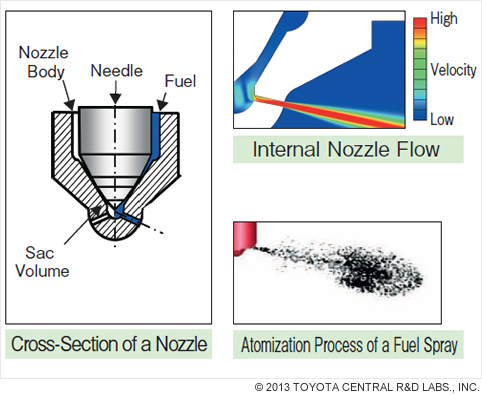 Nozzle
Body
Needle
Fuel
Sac
Volume
Cross-Section of a Nozzle
High
Velocity
Low
Internal Nozzle Flow
Atomization Process of a Fuel Spray
© 2013 TOYOTA CENTRAL R&D LABS., INC.